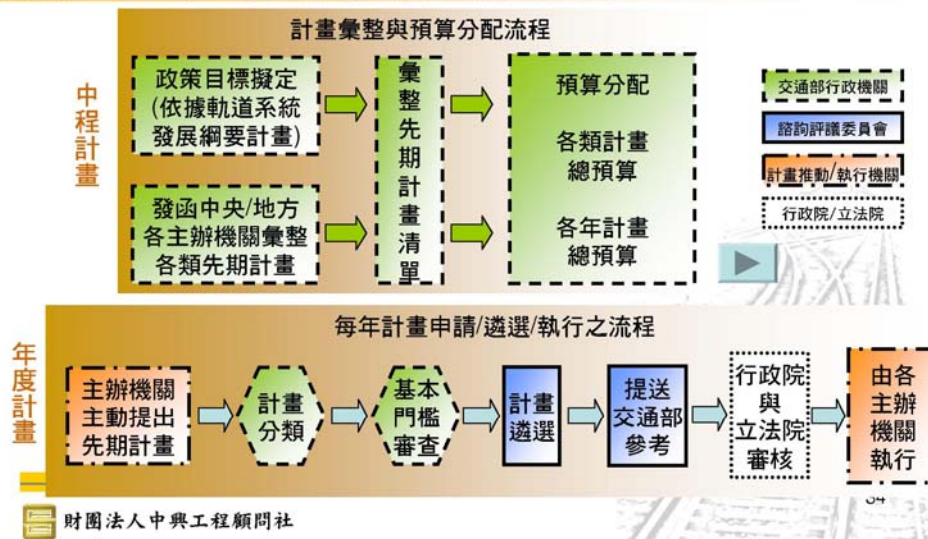 計畫彙整與預算分配流程
中程計畫
政策目標擬定
(依據軌道系統
發展綱要計畫)
發函中央/地方
各主辦機關彙整
各類先期計畫
彙整先期計畫清單
預算分配
各類計畫
總預算
各年計畫
總預算
交通部行政機關
諮詢評議委員會
計畫推動/執行機關
行政院/立法院
每年計畫申請/遴選/執行之流程
年度計畫
主辦機關
主動提出
先期計畫
計畫
分類
基本
門檻
審查
計畫
遴選
提送
交通部
參考
行政院
與
立法院
審核
由各
主辦
機關
執行
34
財團法人中興工程顧問社